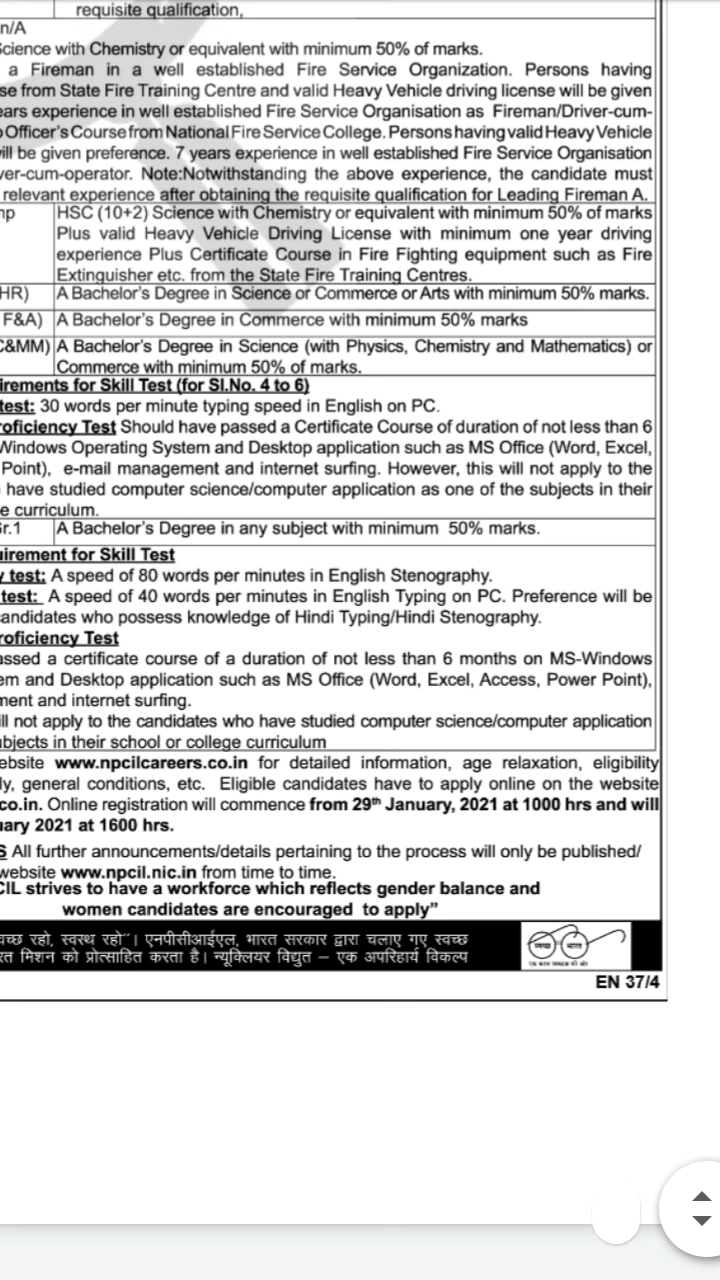 requisite qualification,
n/A
Science with Chemistry or equivalent with minimum 50% of marks.
a Fireman in a well established Fire Service Organization. Persons having
se from State Fire Training Centre and valid Heavy Vehicle driving license will be given
ears experience in well established Fire Service Organisation as Fireman/Driver-cum-
Officer's Course from National Fire Service College. Persons having valid Heavy Vehicle
ill be given preference. 7 years experience in well established Fire Service Organisation
ver-cum-operator. Note:Notwithstanding the above experience, the candidate must
relevant experience after obtaining the requisite qualification for Leading Fireman A.
mp HSC (10+2) Science with Chemistry or equivalent with minimum 50% of marks
Plus valid Heavy Vehicle Driving License with minimum one year driving
experience Plus Certificate Course in Fire Fighting equipment such as Fire
Extinguisher etc. from the State Fire Training Centres.
HR) A Bachelor's Degree in Science or Commerce or Arts with minimum 50% marks.
F&A) A Bachelor's Degree in Commerce with minimum 50% marks
C&MM) A Bachelor's Degree in Science (with Physics, Chemistry and Mathematics) or
Commerce with minimum 50% of marks.
irements for Skill Test (for Sl.No. 4 to 6)
test: 30 words per minute typing speed in English on PC.
roficiency Test Should have passed a Certificate Course of duration of not less than 6
Windows Operating System and Desktop application such as MS Office (Word, Excel,
Point), e-mail management and internet surfing. However, this will not apply to the
have studied computer science/computer application as one of the subjects in their
e curriculum.
Gr.1 A Bachelor's Degree in any subject with minimum 50% marks.
uirement for Skill Test
y test: A speed of 80 words per minutes in English Stenography.
test: A speed of 40 words per minutes in English Typing on PC. Preference will be
candidates who possess knowledge of Hindi Typing/Hindi Stenography.
roficiency Test
assed a certificate course of a duration of not less than 6 months on MS-Windows
em and Desktop application such as MS Office (Word, Excel, Access, Power Point),
ment and internet surfing.
ill not apply to the candidates who have studied computer science/computer application
ubjects in their school or college curriculum
ebsite www.npcilcareers.co.in for detailed information, age relaxation, eligibility
ly, general conditions, etc. Eligible candidates have to apply online on the website
co.in. Online registration will commence from 29th January, 2021 at 1000 hrs and will
uary 2021 at 1600 hrs.
S All further announcements/details pertaining to the process will only be published/
website www.npcil.nic.in from time to time.
CIL strives to have a workforce which reflects gender balance and
women candidates are encouraged to apply”
वच्छ रहो, स्वस्थ रहो”। एनपीसीआईएल, भारत सरकार द्वारा चलाए गए स्वच्छ
रत मिशन को प्रोत्साहित करता है। न्यूक्लियर विद्युत – एक अपरिहार्य विकल्प
स्वच्छ भारत
एक कदम स्वच्छता की ओर
EN 37/4